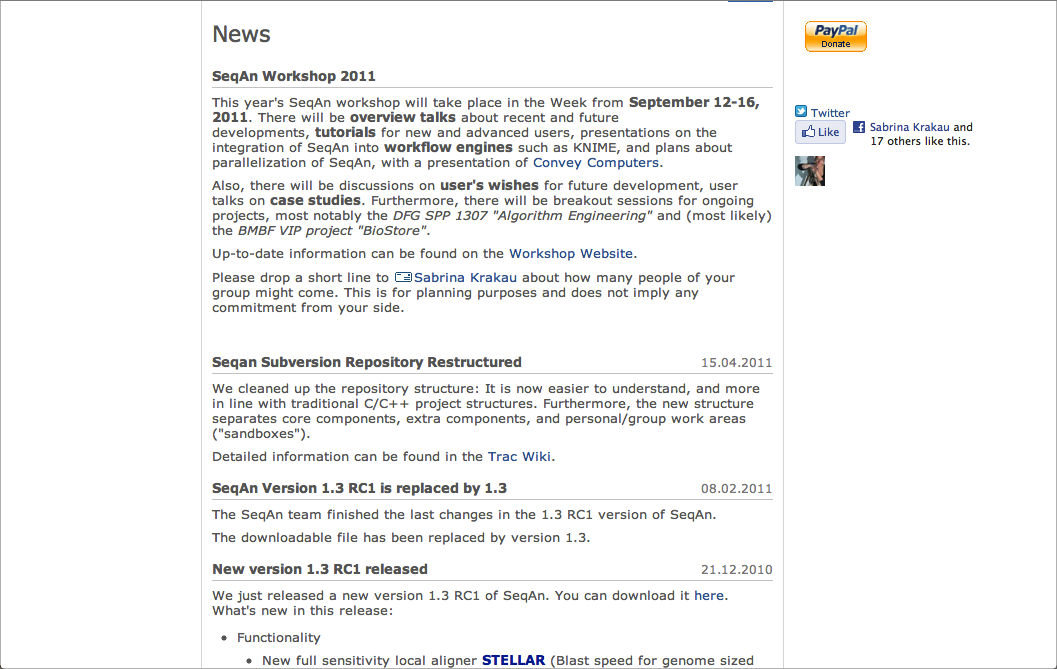 News
SeqAn Workshop 2011
This year's SeqAn workshop will take place in the Week from September 12-16,
2011. There will be overview talks about recent and future
developments, tutorials for new and advanced users, presentations on the
integration of SeqAn into workflow engines such as KNIME, and plans about
parallelization of SeqAn, with a presentation of Convey Computers.
Also, there will be discussions on user's wishes for future development, user
talks on case studies. Furthermore, there will be breakout sessions for ongoing
projects, most notably the DFG SPP 1307 "Algorithm Engineering" and (most likely)
the BMBF VIP project "BioStore".
Up-to-date information can be found on the Workshop Website.
Please drop a short line to Sabrina Krakau about how many people of your
group might come. This is for planning purposes and does not imply any
commitment from your side.
Seqan Subversion Repository Restructured 15.04.2011
We cleaned up the repository structure: It is now easier to understand, and more
in line with traditional C/C++ project structures. Furthermore, the new structure
separates core components, extra components, and personal/group work areas
("sandboxes").
Detailed information can be found in the Trac Wiki.
SeqAn Version 1.3 RC1 is replaced by 1.3 08.02.2011
The SeqAn team finished the last changes in the 1.3 RC1 version of SeqAn.
The downloadable file has been replaced by version 1.3.
New version 1.3 RC1 released 21.12.2010
We just released a new version 1.3 RC1 of SeqAn. You can download it here.
What's new in this release:
• Functionality
• New full sensitivity local aligner STELLAR (Blast speed for genome sized
PayPal
Donate
Twitter
Like
Sabrina Krakau and
17 others like this.